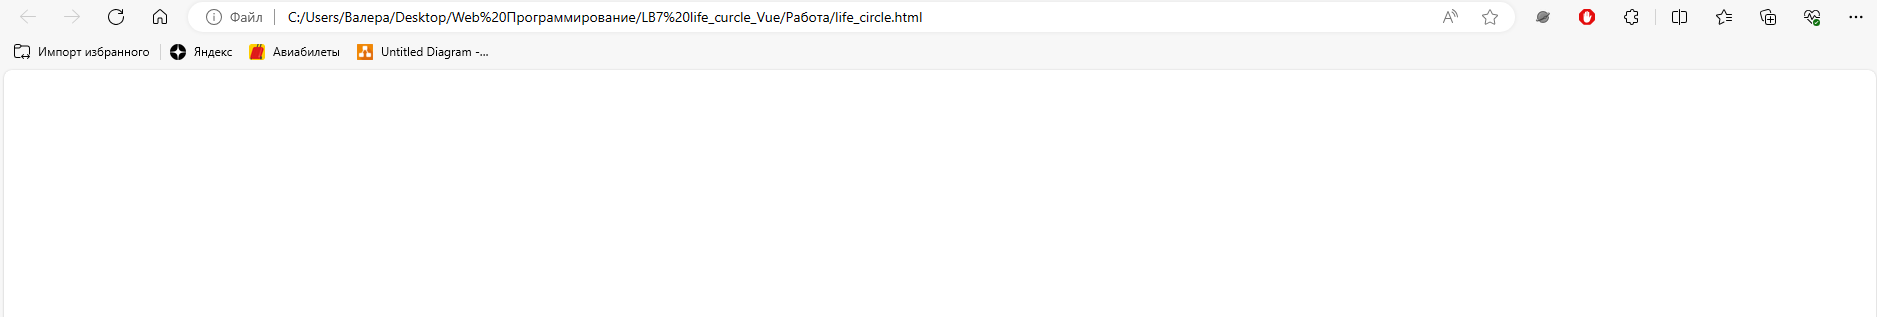 Файл C:/Users/Валера/Desktop/Web%20Программирование/LB7%20life_curcle_Vue/Работа/life_circle.html
Импорт избранного Яндекс Авиабилеты Untitled Diagram -...